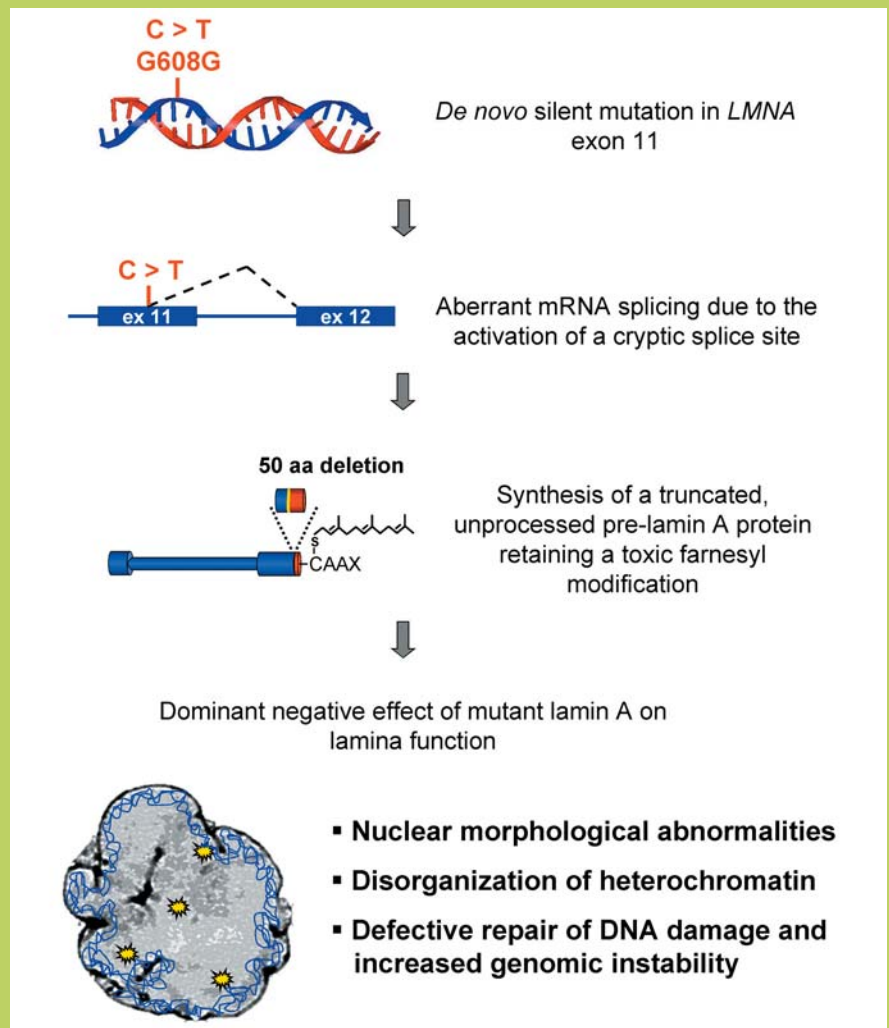 C > T
G608G
De novo silent mutation in LMNA
exon 11
C > T
ex 11
ex 12
Aberrant mRNA splicing due to the
activation of a cryptic splice site
50 aa deletion
S
CAAX
Synthesis of a truncated,
unprocessed pre-lamin A protein
retaining a toxic farnesyl
modification
Dominant negative effect of mutant lamin A on
lamina function
▪ Nuclear morphological abnormalities
▪ Disorganization of heterochromatin
▪ Defective repair of DNA damage and
increased genomic instability